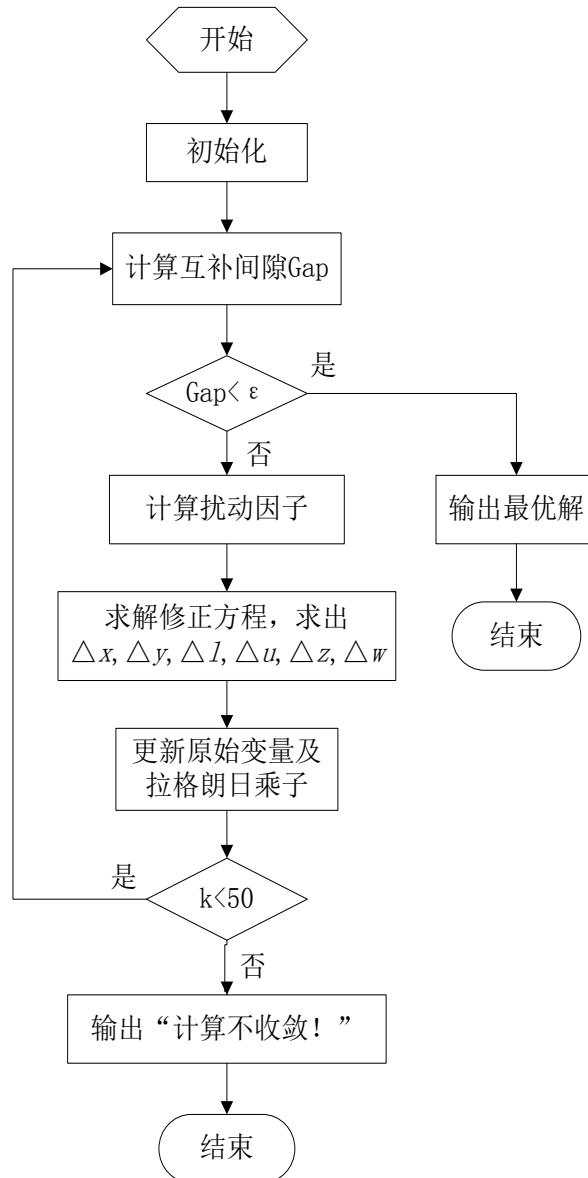 开始
初始化
计算互补间隙Gap
Gap< ε
是
否
计算扰动因子
输出最优解
求解修正方程，求出
△x,△y,△l,△u,△z,△w
结束
更新原始变量及
拉格朗日乘子
是
k<50
否
输出“计算不收敛！”
结束